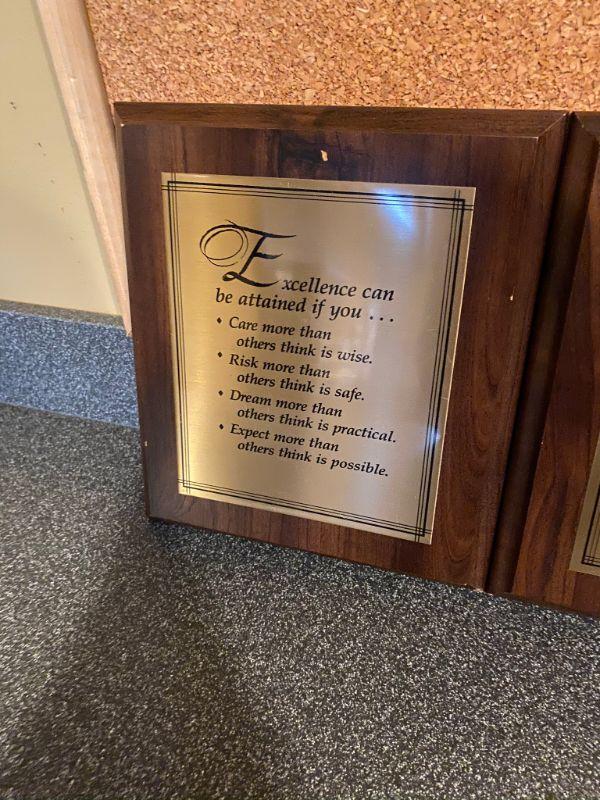 Excellence can
be attained if you ...
• Care more than
others think is wise.
• Risk more than
others think is safe.
• Dream more than
others think is practical.
• Expect more than
others think is possible.